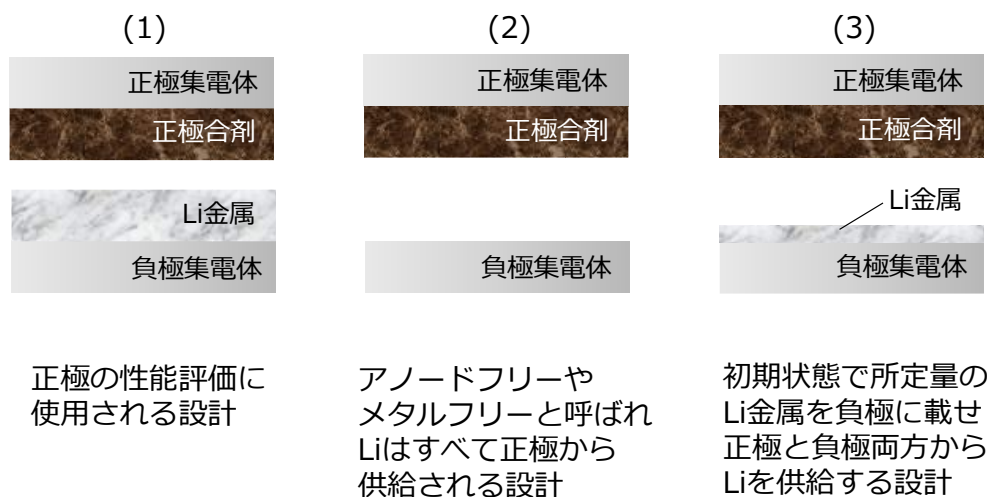 (1)
正極集電体
正極合剤
Li金属
負極集電体
正極の性能評価に
使用される設計
(2)
正極集電体
正極合剤
負極集電体
アノードフリーや
メタルフリーと呼ばれ
Liはすべて正極から
供給される設計
(3)
正極集電体
正極合剤
Li金属
負極集電体
初期状態で所定量の
Li金属を負極に載せ
正極と負極両方から
Liを供給する設計